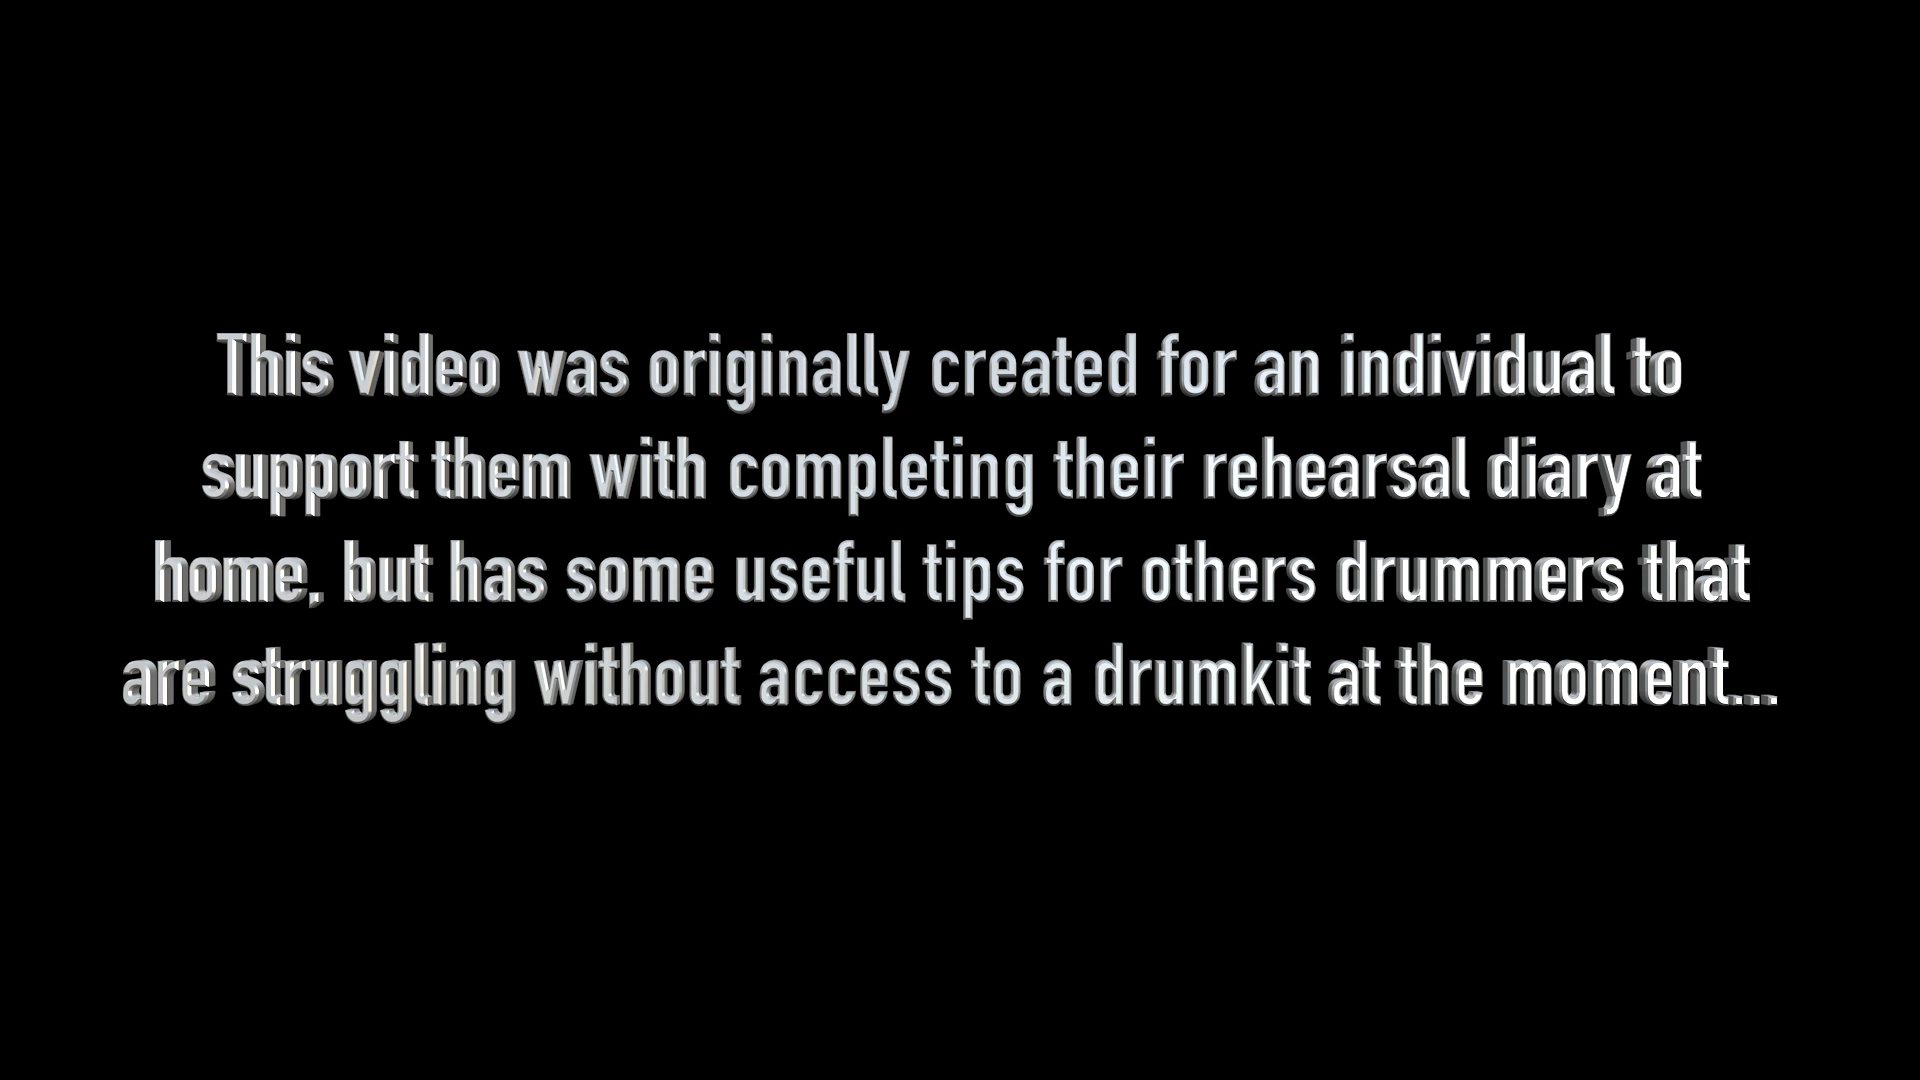 This video was originally created for an individual to
support them with completing their rehearsal diary at
home, but has some useful tips for others drummers that
are struggling without access to a drumkit at the moment...